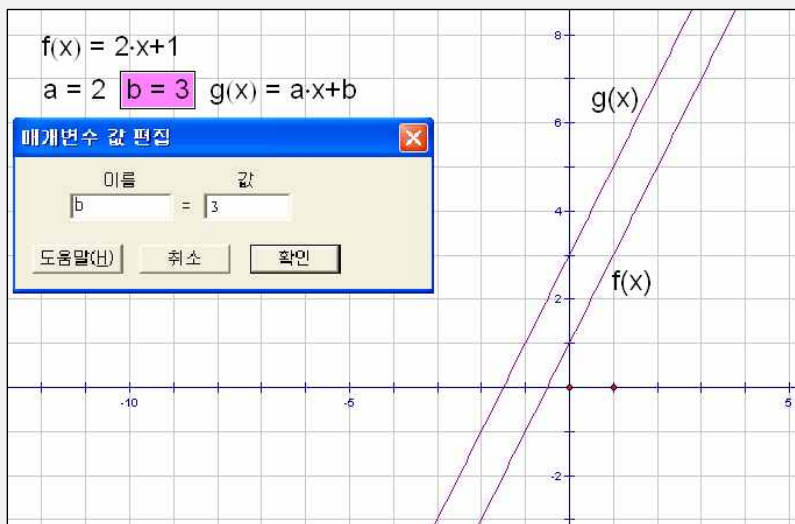 f(x) = 2·x+1
a = 2 b = 3 g(x) = a·x+b
매개변수 값 편집
이름 값
b = 3
도움말(H) 취소 확인
8
g(x)
6
4
f(x)
2
-10 -5 5
-2